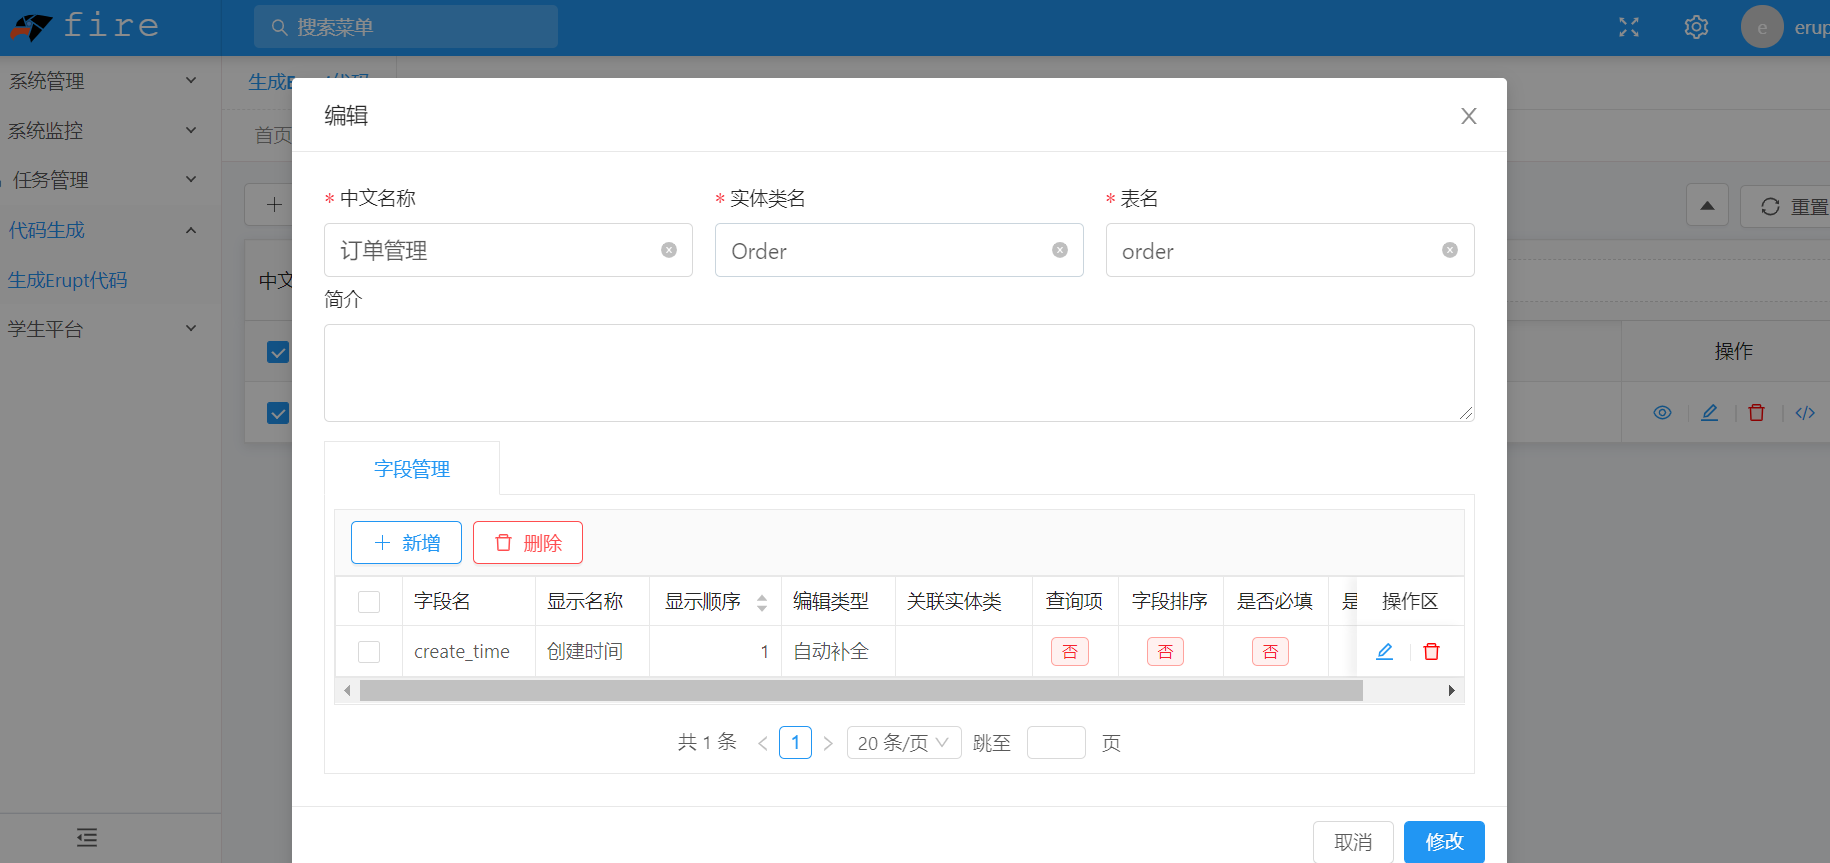 fire
搜索菜单
e
erup
系统管理
系统监控
任务管理
代码生成
生成Erupt代码
学生平台
首页
重置
中文
操作
编辑
* 中文名称
* 实体类名
* 表名
订单管理
Order
order
简介
字段管理
新增
删除
字段名
显示名称
显示顺序
编辑类型
关联实体类
查询项
字段排序
是否必填
是
操作区
create_time
创建时间
1
自动补全
否
否
否
共 1 条
1
20 条/页
跳至
页
取消
修改